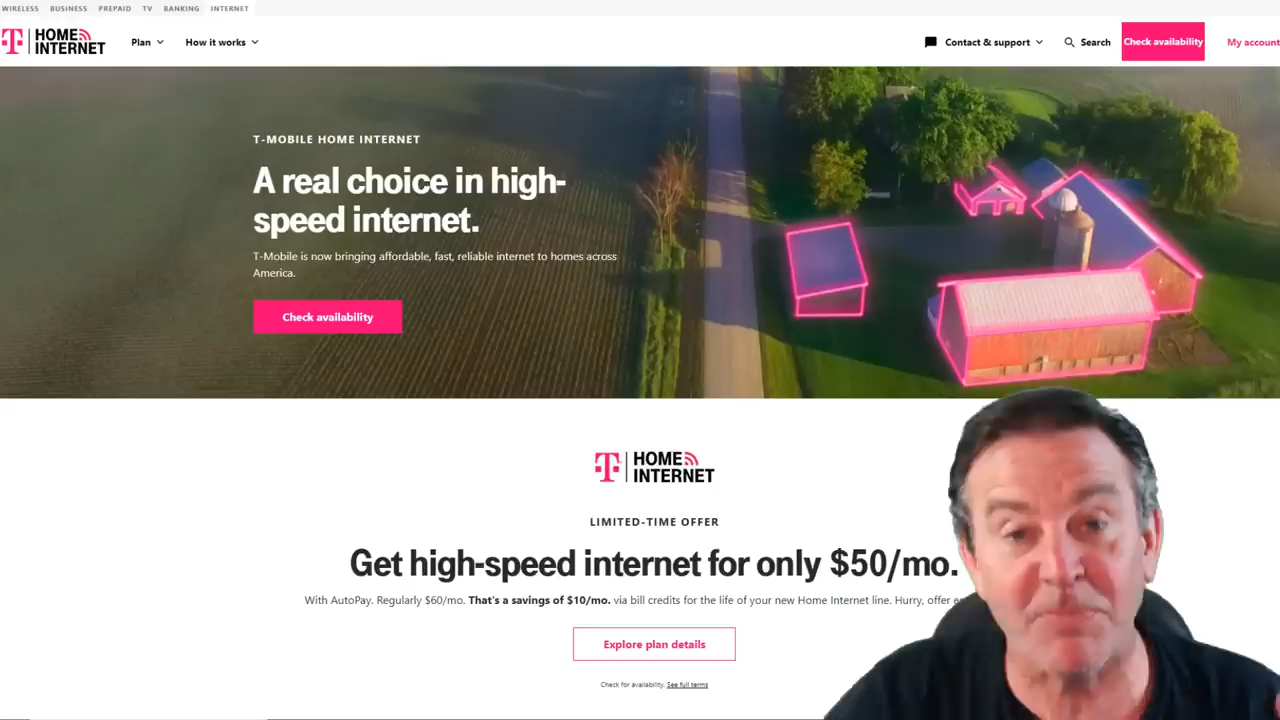 WIRELESS BUSINESS PREPAID TV BANKING INTERNET
T HOME INTERNET
Plan
How it works
Contact & support
Search
Check availability
My account
T-MOBILE HOME INTERNET
A real choice in high-
speed internet.
T-Mobile is now bringing affordable, fast, reliable internet to homes across
America.
Check availability
T HOME INTERNET
LIMITED-TIME OFFER
Get high-speed internet for only $50/mo.
With AutoPay. Regularly $60/mo. That's a savings of $10/mo. via bill credits for the life of your new Home Internet line. Hurry, offer
Explore plan details
Check for availability. See full terms